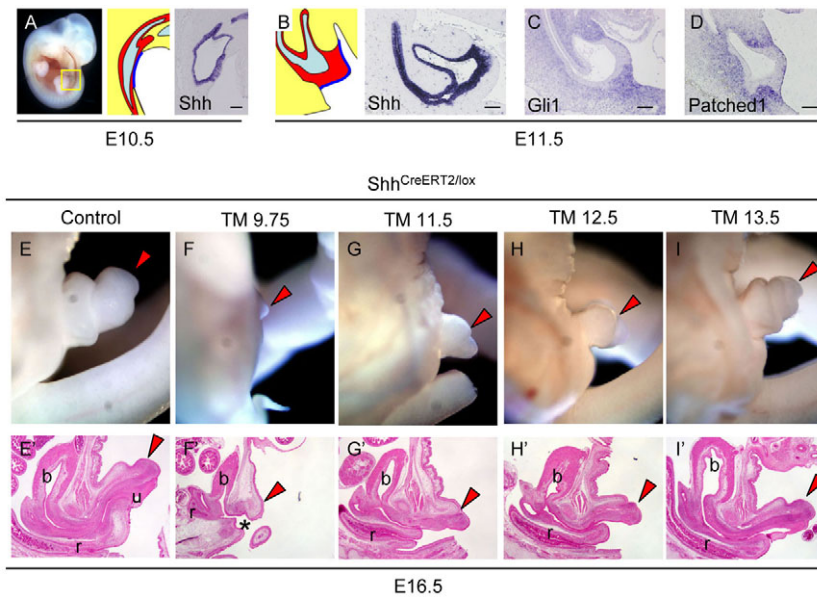 A
Shh
B
Shh
C
Gli1
D
Patched1
E10.5
E11.5
Shh^CreERT2/lox
Control
TM 9.75
TM 11.5
TM 12.5
TM 13.5
E
F
G
H
I
E'
b
u
r
F'
b
r
*
G'
b
r
H'
b
r
I'
b
r
E16.5